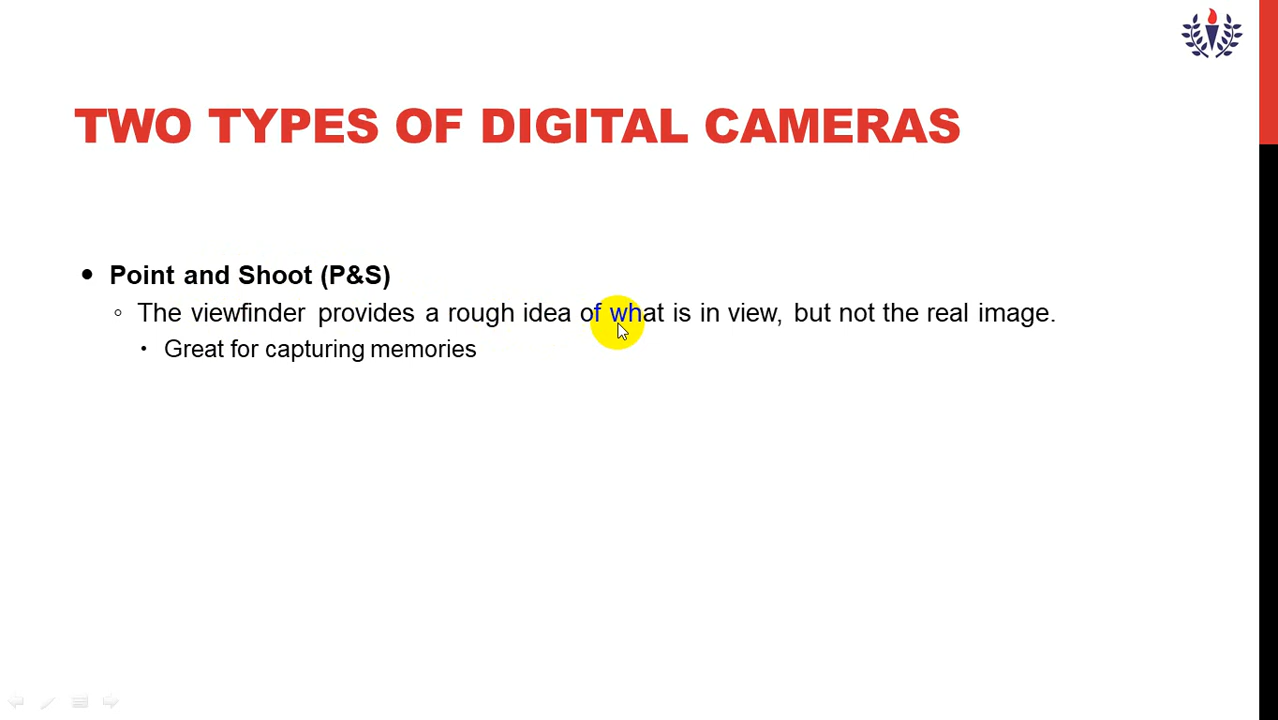 TWO TYPES OF DIGITAL CAMERAS
• Point and Shoot (P&S)
◦ The viewfinder provides a rough idea of what is in view, but not the real image.
▪ Great for capturing memories